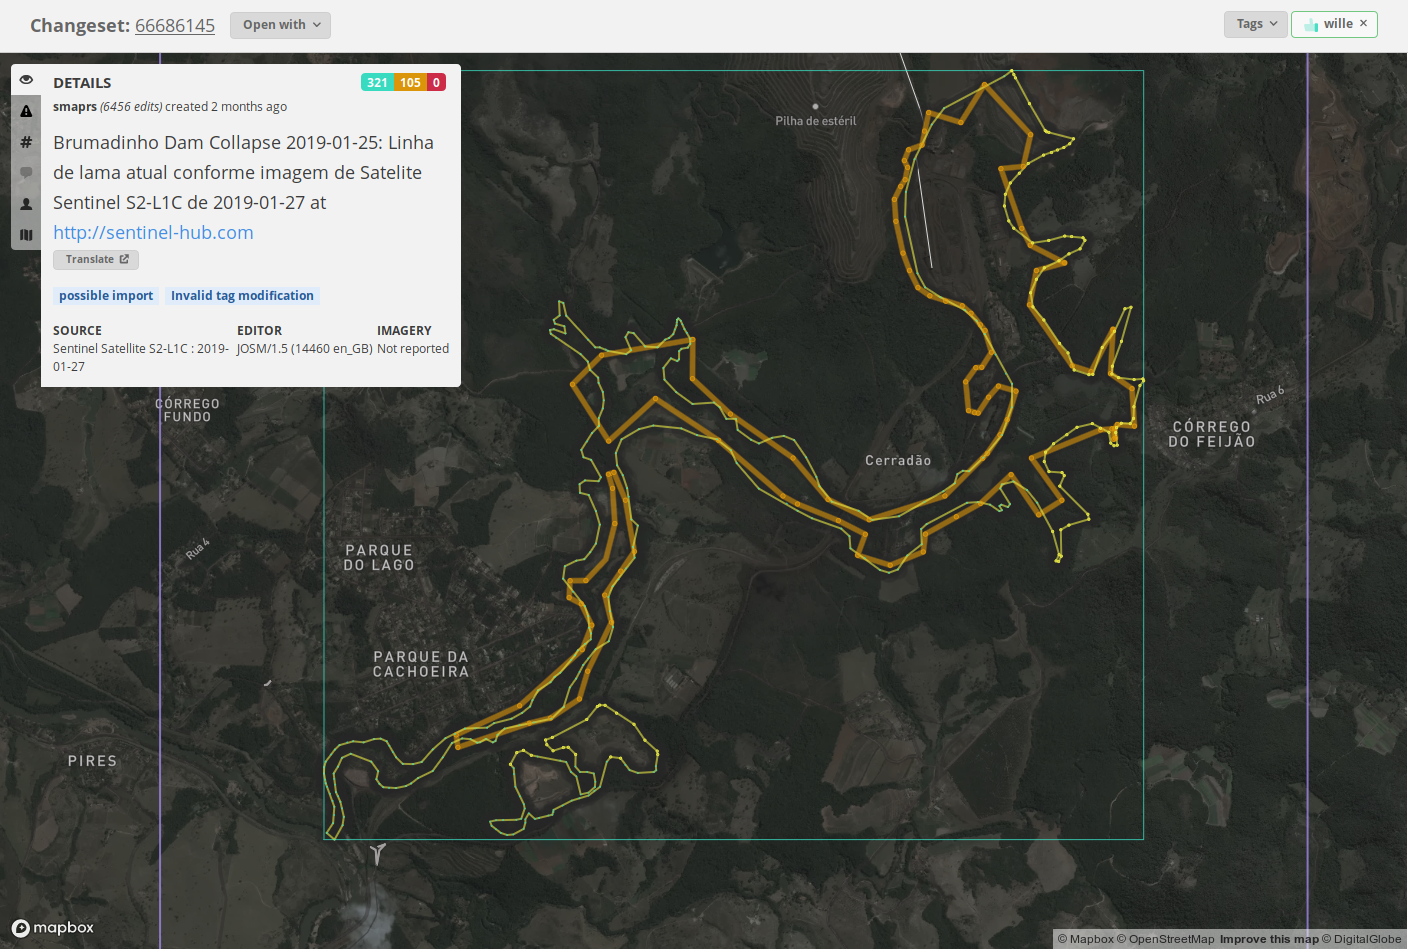 Changeset: 66686145
Open with
Tags
wille ×
DETAILS
321 105 0
smaprs (6456 edits) created 2 months ago
Brumadinho Dam Collapse 2019-01-25: Linha
de lama atual conforme imagem de Satelite
Sentinel S2-L1C de 2019-01-27 at
http://sentinel-hub.com
Translate
possible import Invalid tag modification
SOURCE EDITOR IMAGERY
Sentinel Satellite S2-L1C : 2019- JOSM/1.5 (14460 en_GB) Not reported
01-27
Pilha de estéril
CÓRREGO
FUNDO
Rua 6
CÓRREGO
DO FEIJÃO
Cerradão
Rua 4
PARQUE
DO LAGO
PARQUE DA
CACHOEIRA
PIRES
mapbox
© Mapbox © OpenStreetMap Improve this map © DigitalGlobe